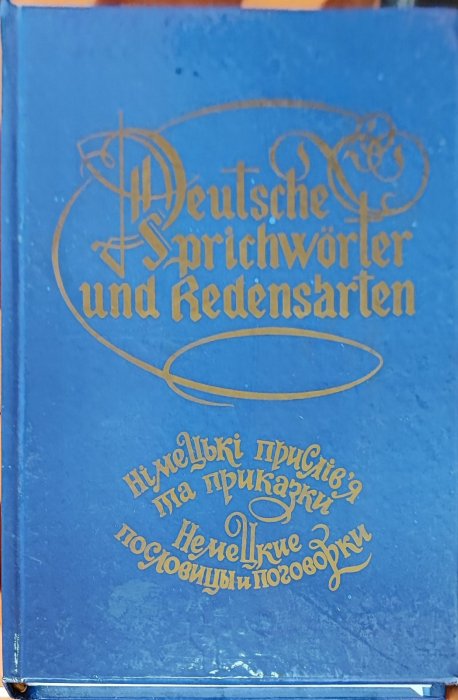 Deutsche
Sprichwörter
und Redensarten
Німецькі прислів'я
та приказки
Немецкие
пословицы и поговорки